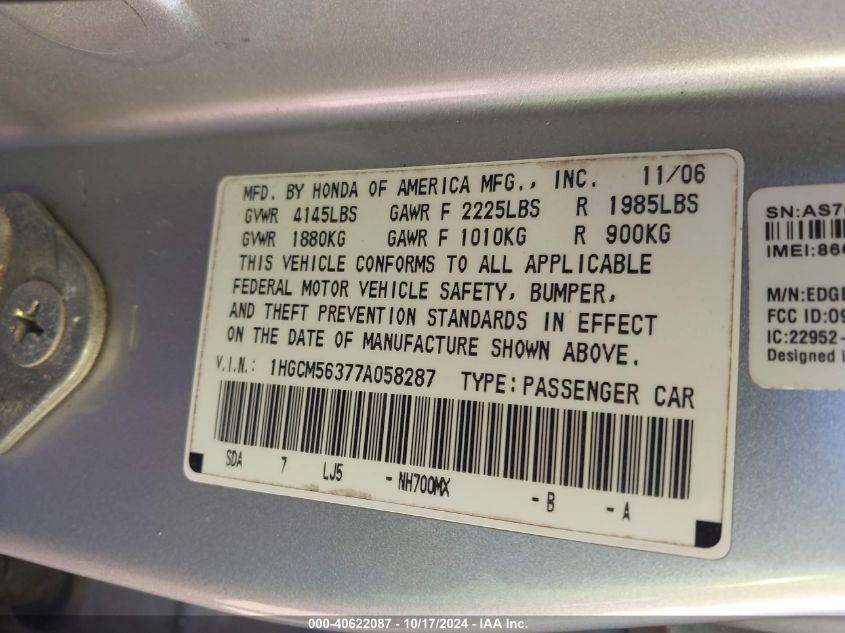 MFD. BY HONDA OF AMERICA MFG., INC. 11/06
GVWR 4145LBS GAWR F 2225LBS R 1985LBS
GVWR 1880KG GAWR F 1010KG R 900KG
THIS VEHICLE CONFORMS TO ALL APPLICABLE
FEDERAL MOTOR VEHICLE SAFETY, BUMPER,
AND THEFT PREVENTION STANDARDS IN EFFECT
ON THE DATE OF MANUFACTURE SHOWN ABOVE.
V.I.N.: 1HGCM56377A058287 TYPE: PASSENGER CAR
SDA 7 LJ5 - NH700MX - B - A
SN:AS7
IMEI:86
M/N:EDGE
FCC ID:09
IC:22952-
Designed
000-40622087 - 10/17/2024 - IAA Inc.